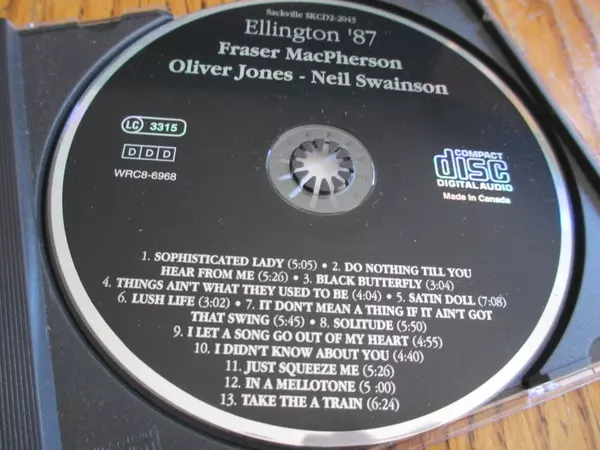 Sackville SKCD2-2043
Ellington '87
Fraser MacPherson
Oliver Jones - Neil Swainson
LC 3315
DDD
WRC8-6968
COMPACT
disc
DIGITAL AUDIO
Made in Canada
1. SOPHISTICATED LADY (5:05) • 2. DO NOTHING TILL YOU
HEAR FROM ME (5:26) • 3. BLACK BUTTERFLY (3:04)
4. THINGS AIN'T WHAT THEY USED TO BE (4:04) • 5. SATIN DOLL (7:08)
6. LUSH LIFE (3:02) • 7. IT DON'T MEAN A THING IF IT AIN'T GOT
THAT SWING (5:45) • 8. SOLITUDE (5:50)
9. I LET A SONG GO OUT OF MY HEART (4:55)
10. I DIDN'T KNOW ABOUT YOU (4:40)
11. JUST SQUEEZE ME (5:26)
12. IN A MELLOTONE (5 :00)
13. TAKE THE A TRAIN (6:24)